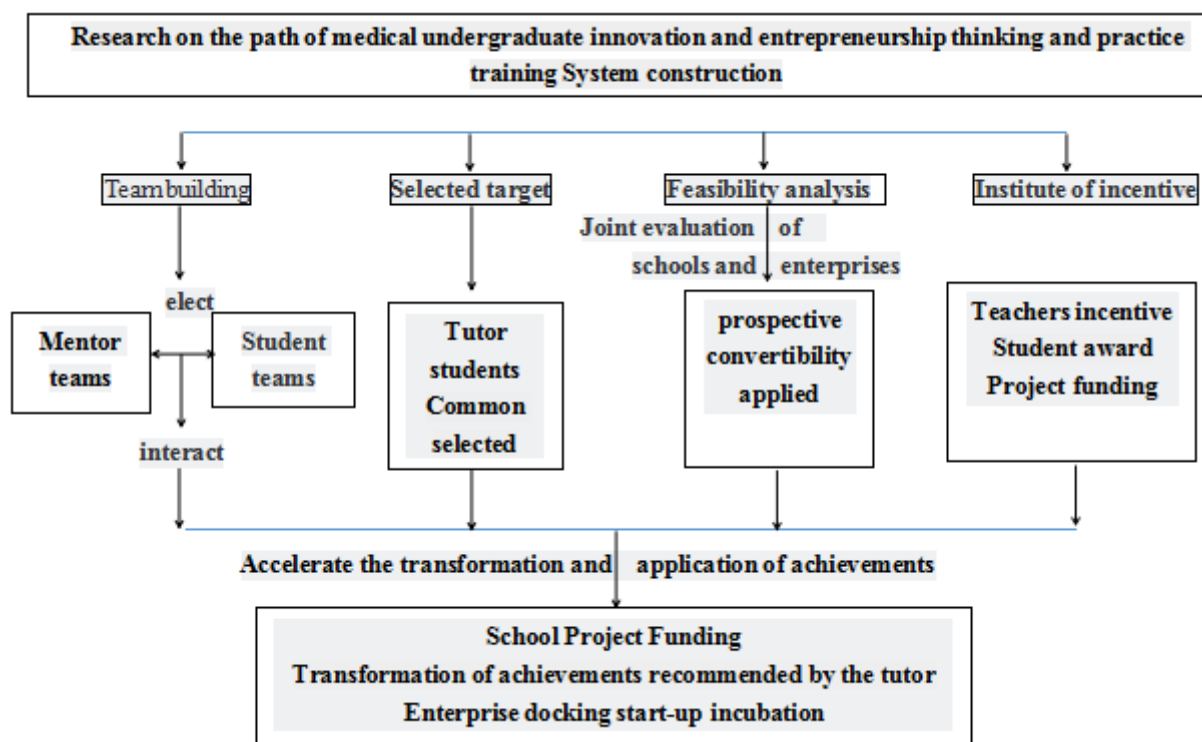 Research on the path of medical undergraduate innovation and entrepreneurship thinking and practice
training System construction
Teambuilding
Selected target
Feasibility analysis
Institute of incentive
Joint evaluation of
schools and enterprises
elect
Mentor
teams
Student
teams
interact
Tutor
students
Common
selected
prospective
convertibility
applied
Teachers incentive
Student award
Project funding
Accelerate the transformation and application of achievements
School Project Funding
Transformation of achievements recommended by the tutor
Enterprise docking start-up incubation